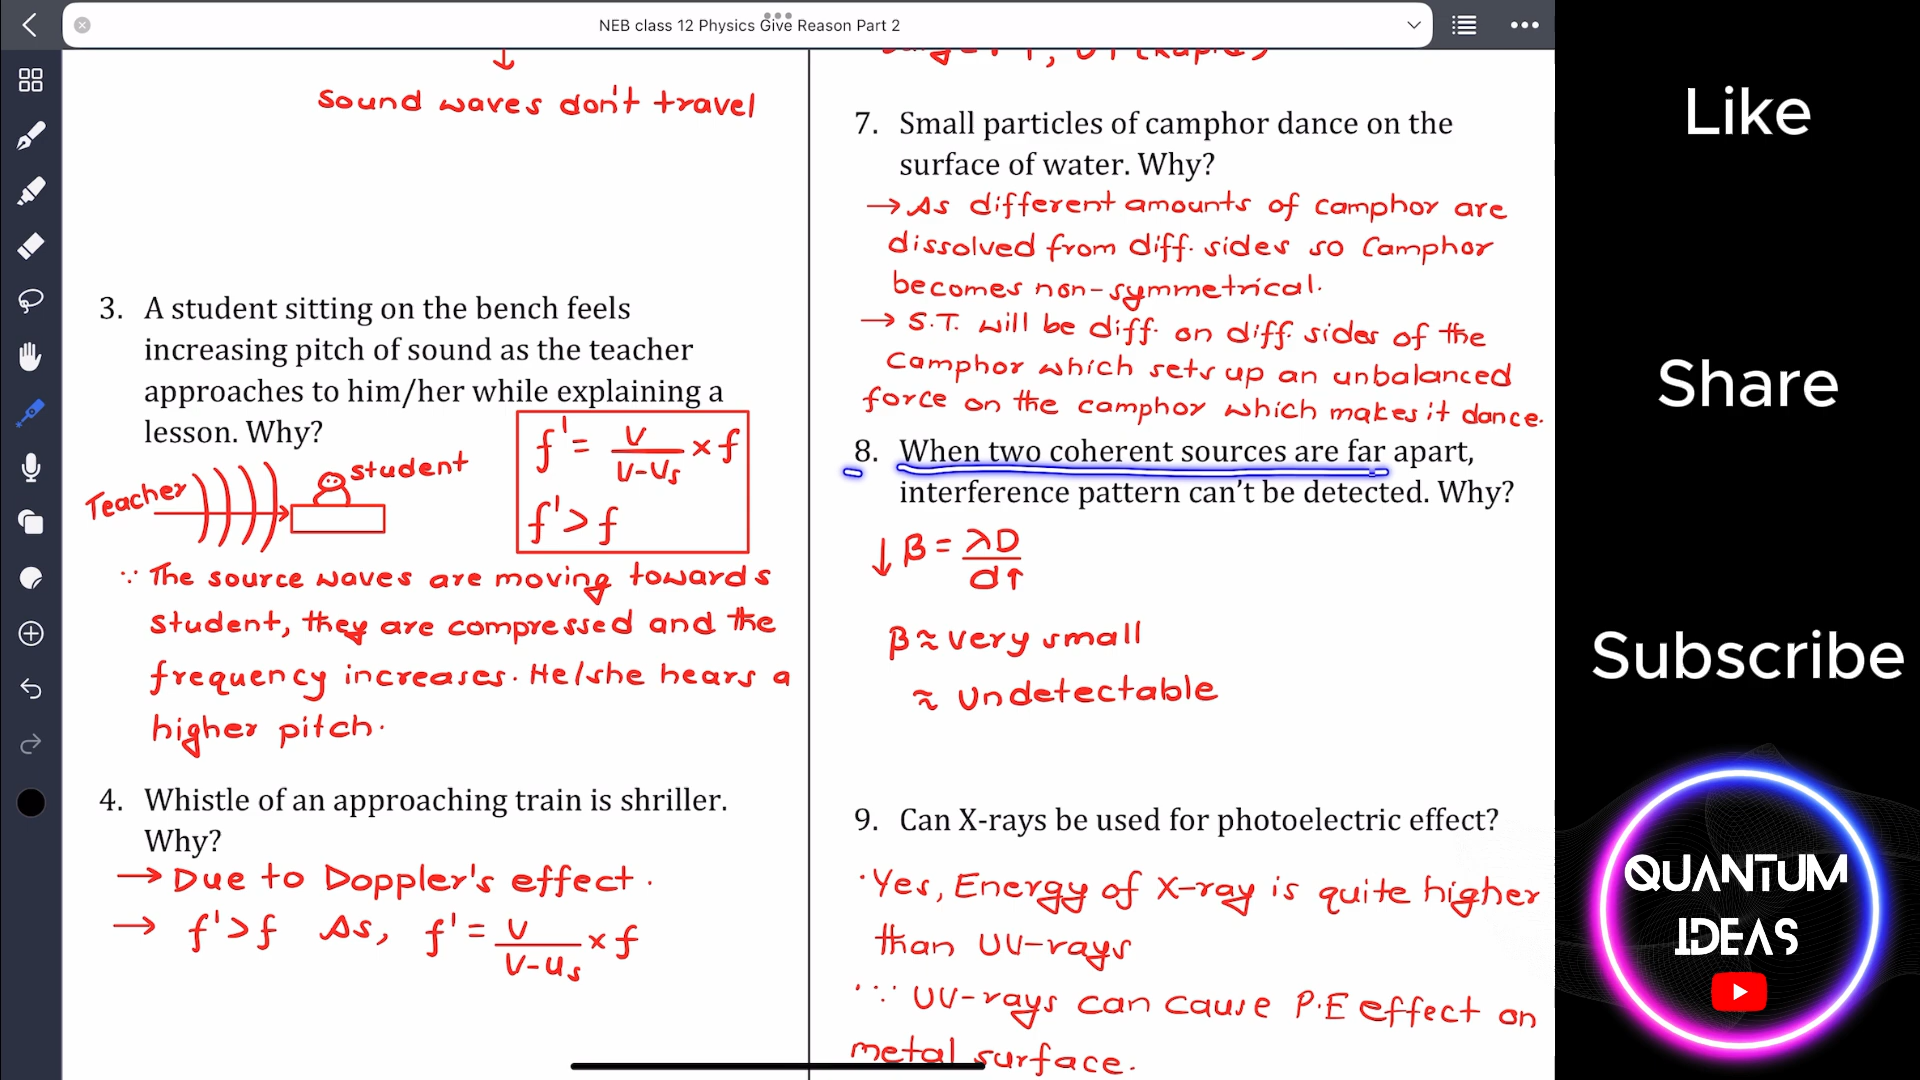 NEB class 12 Physics Give Reason Part 2
Sound waves don't travel
3. A student sitting on the bench feels
increasing pitch of sound as the teacher
approaches to him/her while explaining a
lesson. Why?
Teacher
student
f' = v / v-us × f
f' > f
∵ The source waves are moving towards
student, they are compressed and the
frequency increases. He/she hears a
higher pitch.
4. Whistle of an approaching train is shriller.
Why?
→ Due to Doppler's effect.
→ f' > f As, f' = v / v-us × f
7. Small particles of camphor dance on the
surface of water. Why?
→ As different amounts of camphor are
dissolved from diff. sides so camphor
becomes non-symmetrical.
→ S.T. will be diff. on diff. sides of the
camphor which sets up an unbalanced
force on the camphor which makes it dance.
8. When two coherent sources are far apart,
interference pattern can't be detected. Why?
↓ β = λD / d↑
β ≈ very small
≈ undetectable
9. Can X-rays be used for photoelectric effect?
· Yes, Energy of X-ray is quite higher
than UV-rays
∵ UV-rays can cause P.E effect on
metal surface.
Like
Share
Subscribe
QUANTUM
IDEAS